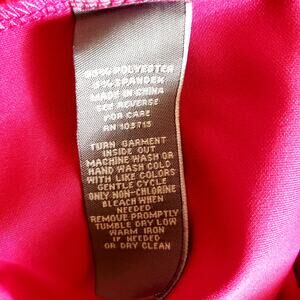 95% POLYESTER
5% SPANDEX
MADE IN CHINA
SEE REVERSE
FOR CARE
RN 103715
TURN GARMENT
INSIDE OUT
MACHINE WASH OR
HAND WASH COLD
WITH LIKE COLORS
GENTLE CYCLE
ONLY NON-CHLORINE
BLEACH WHEN
NEEDED
REMOVE PROMPTLY
TUMBLE DRY LOW
WARM IRON
IF NEEDED
OR DRY CLEAN